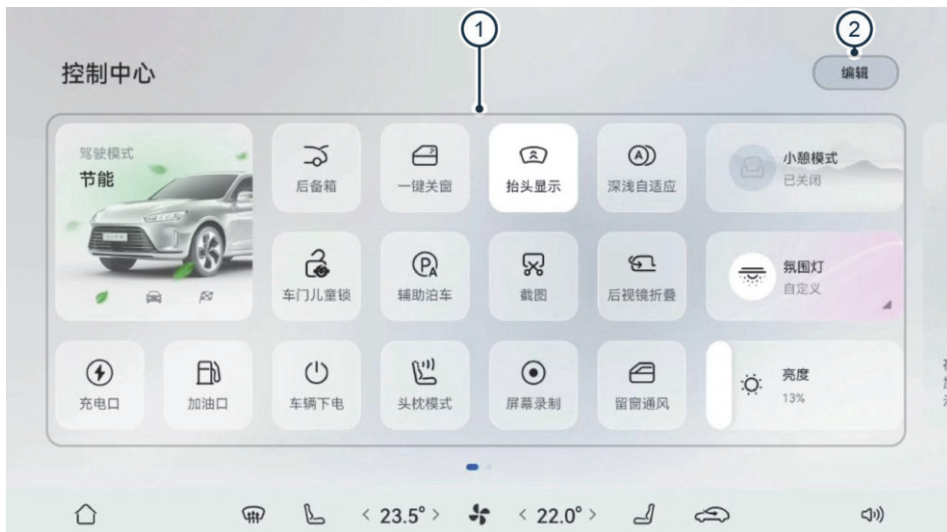 1
2
控制中心
编辑
驾驶模式
节能
后备箱
一键关窗
抬头显示
深浅自适应
小憩模式
已关闭
车门儿童锁
辅助泊车
截图
后视镜折叠
氛围灯
自定义
充电口
加油口
车辆下电
头枕模式
屏幕录制
留窗通风
亮度
13%
< 23.5° >
< 22.0° >